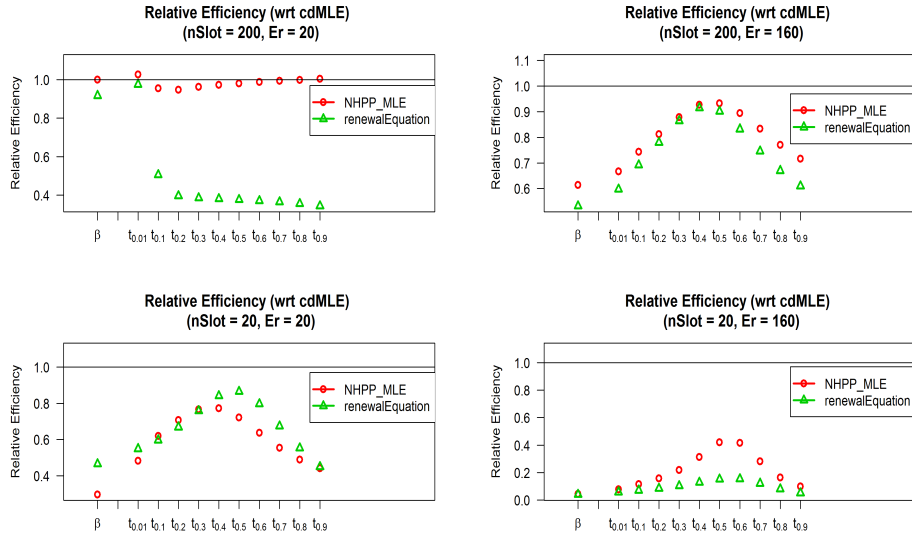 Relative Efficiency (wrt cdMLE)
(nSlot = 200, Er = 20)
Relative Efficiency
1.0
0.8
0.6
0.4
NHPP_MLE
renewalEquation
β t0.01 t0.1 t0.2 t0.3 t0.4 t0.5 t0.6 t0.7 t0.8 t0.9
Relative Efficiency (wrt cdMLE)
(nSlot = 200, Er = 160)
Relative Efficiency
1.1
1.0
0.9
0.8
0.7
0.6
NHPP_MLE
renewalEquation
β t0.01 t0.1 t0.2 t0.3 t0.4 t0.5 t0.6 t0.7 t0.8 t0.9
Relative Efficiency (wrt cdMLE)
(nSlot = 20, Er = 20)
Relative Efficiency
1.0
0.8
0.6
0.4
NHPP_MLE
renewalEquation
β t0.01 t0.1 t0.2 t0.3 t0.4 t0.5 t0.6 t0.7 t0.8 t0.9
Relative Efficiency (wrt cdMLE)
(nSlot = 20, Er = 160)
Relative Efficiency
1.0
0.8
0.6
0.4
0.2
0.0
NHPP_MLE
renewalEquation
β t0.01 t0.1 t0.2 t0.3 t0.4 t0.5 t0.6 t0.7 t0.8 t0.9